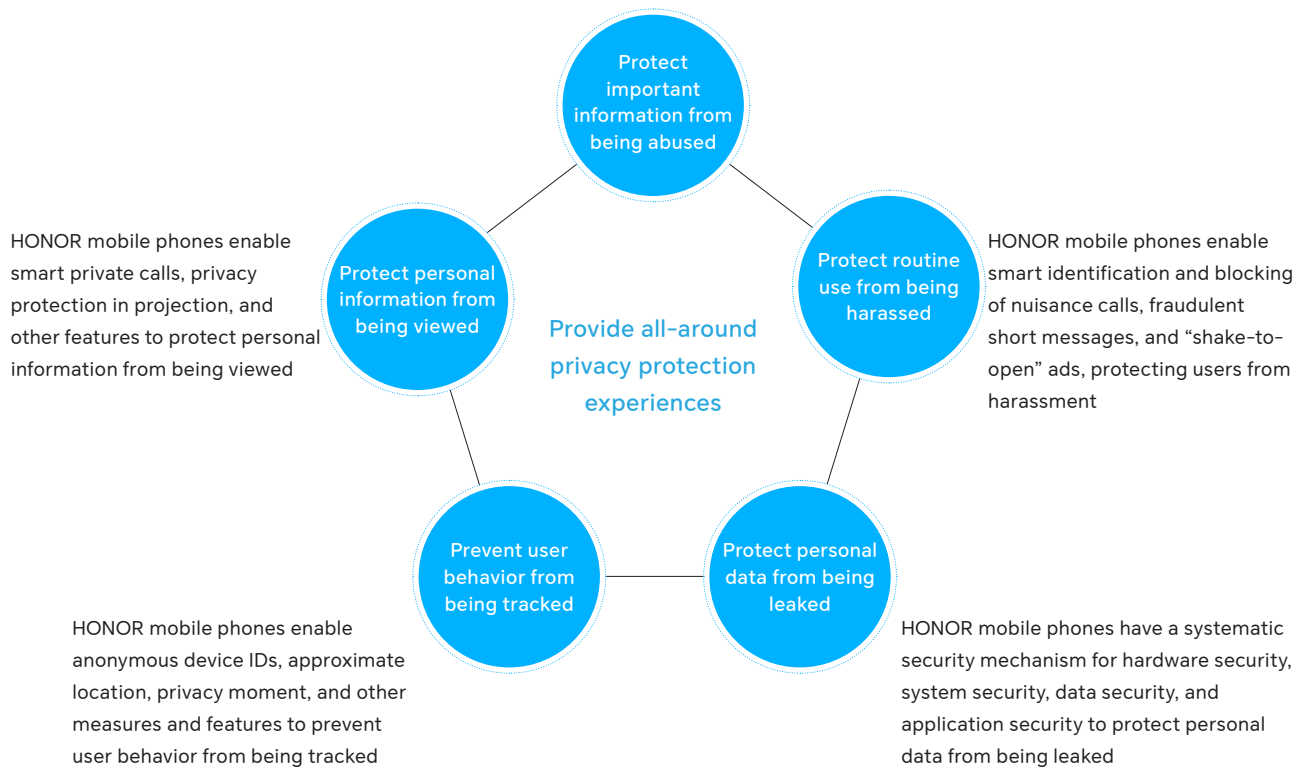 Protect
important
information from
being abused
HONOR mobile phones enable
smart private calls, privacy
protection in projection, and
other features to protect personal
information from being viewed
Protect personal
information from
being viewed
Provide all-around
privacy protection
experiences
Protect routine
use from being
harassed
HONOR mobile phones enable
smart identification and blocking
of nuisance calls, fraudulent
short messages, and “shake-to-
open” ads, protecting users from
harassment
Prevent user
behavior from
being tracked
HONOR mobile phones enable
anonymous device IDs, approximate
location, privacy moment, and other
measures and features to prevent
user behavior from being tracked
Protect personal
data from being
leaked
HONOR mobile phones have a systematic
security mechanism for hardware security,
system security, data security, and
application security to protect personal
data from being leaked